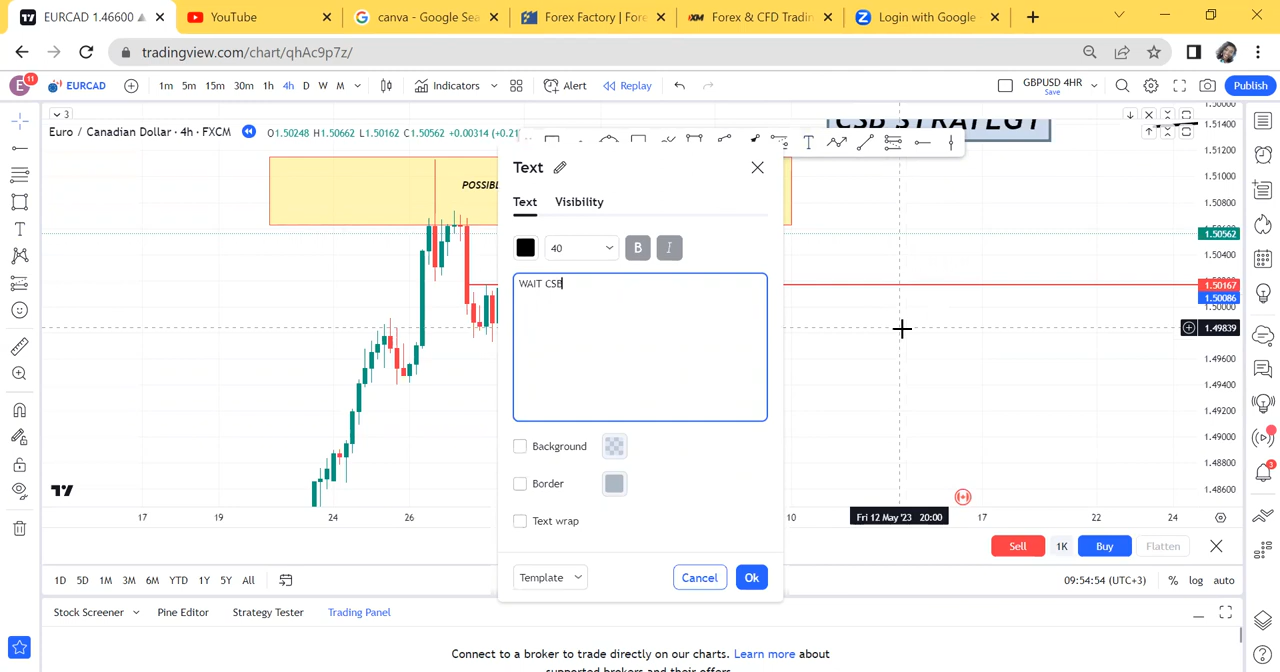 EURCAD 1.46600
YouTube
canva - Google Sea
Forex Factory | Fore
XM
Forex & CFD Tradin
Z
Login with Google
tradingview.com/chart/qhAc9p7z/
E
11
EURCAD
1m 5m 15m 30m 1h 4h D W M
Indicators
Alert
Replay
GBPUSD 4HR
Save
Publish
3
Euro / Canadian Dollar · 4h · FXCM
O1.50248 H1.50662 L1.50162 C1.50562 +0.00314 (+0.21
CSB STRATEGY
POSSIBL
Text
Text
Visibility
40
B
I
WAIT CSB
Background
Border
Text wrap
Template
Cancel
Ok
1.51400
1.51200
1.51000
1.50800
1.50562
1.50167
1.50086
1.50000
1.49839
1.49600
1.49400
1.49200
1.49000
1.48800
1.48600
17
19
24
26
10
Fri 12 May '23 20:00
17
22
24
Sell
1K
Buy
Flatten
1D 5D 1M 3M 6M YTD 1Y 5Y All
09:54:54 (UTC+3)
%
log
auto
Stock Screener
Pine Editor
Strategy Tester
Trading Panel
3
Connect to a broker to trade directly on our charts. Learn more about
supported brokers and their offers.